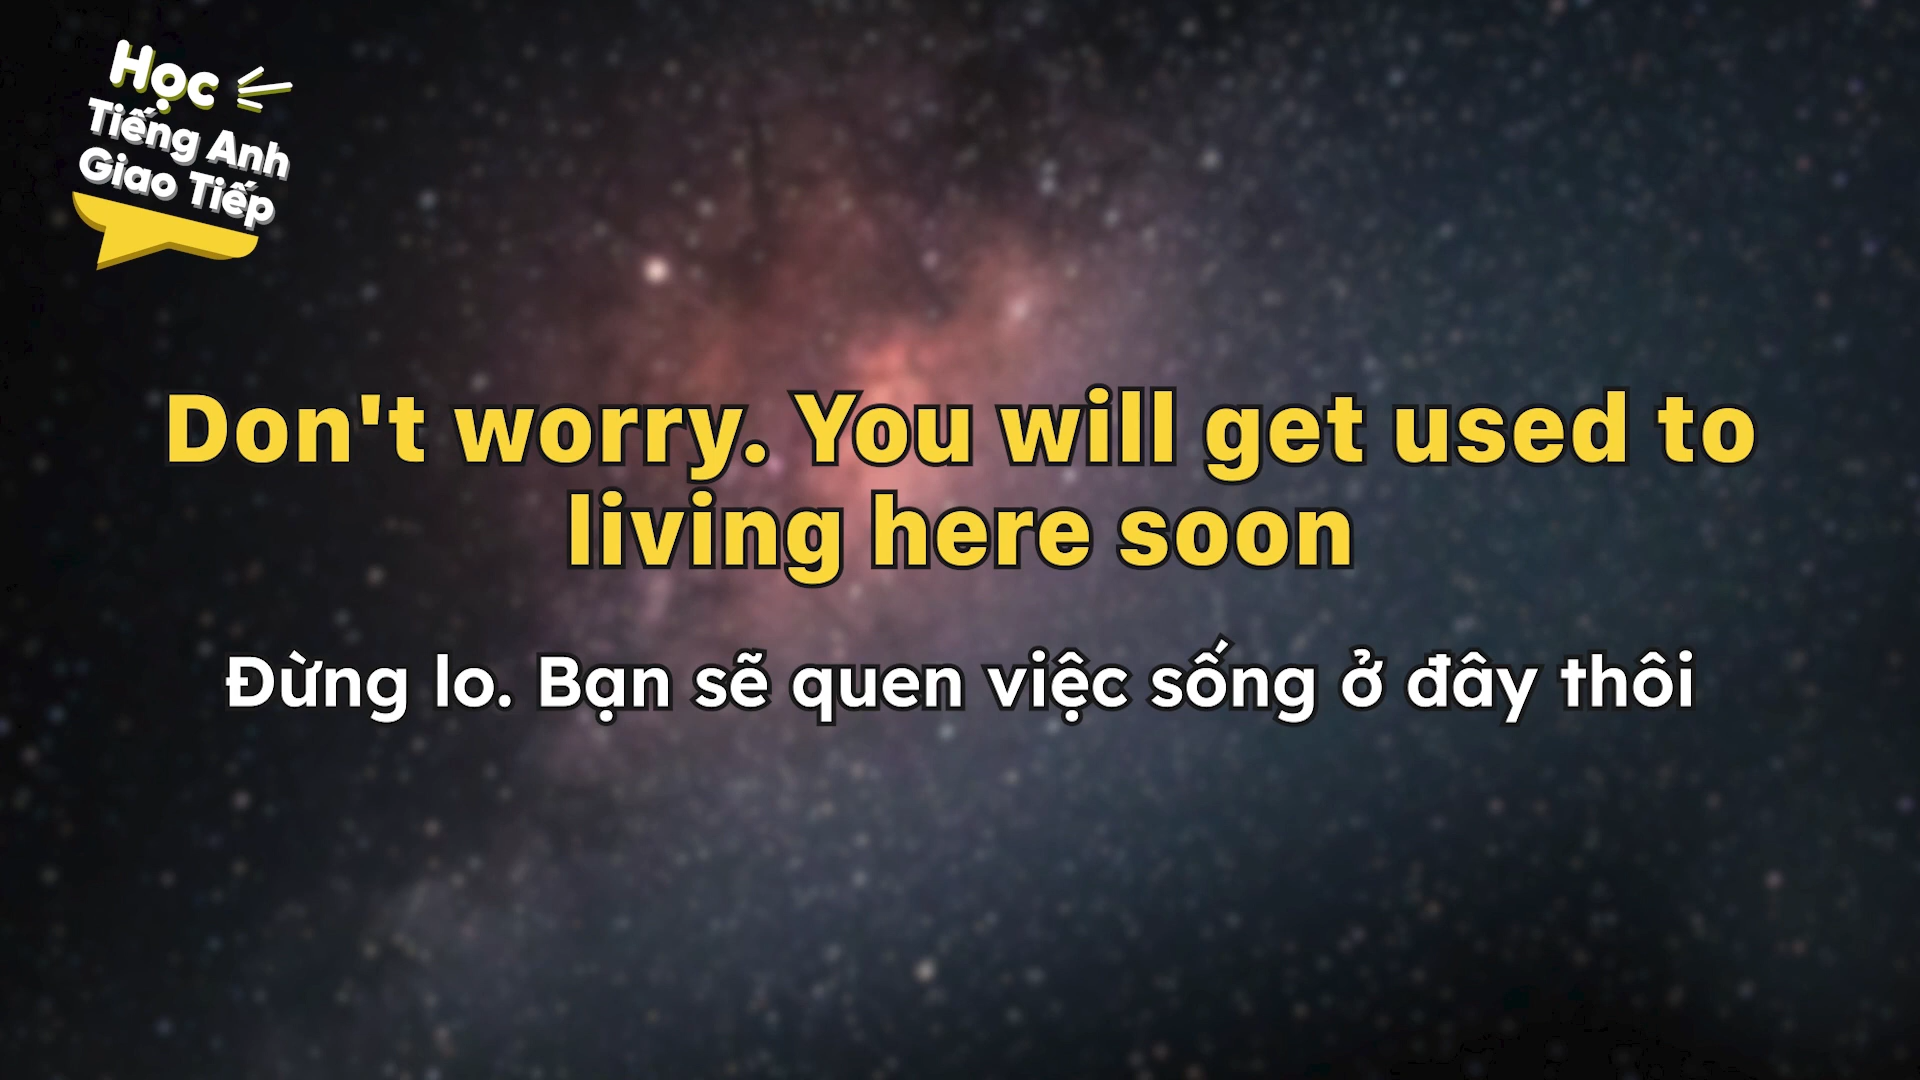 Học
Tiếng Anh
Giao Tiếp
Don't worry. You will get used to
living here soon
Đừng lo. Bạn sẽ quen việc sống ở đây thôi